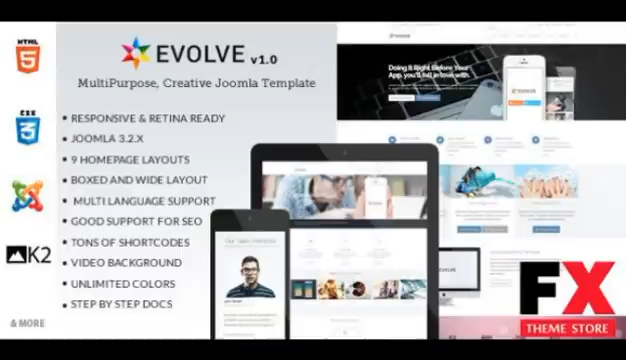 HTML
5
EVOLVE v1.0
MultiPurpose, Creative Joomla Template
RESPONSIVE & RETINA READY
JOOMLA 3.2.X
9 HOMEPAGE LAYOUTS
BOXED AND WIDE LAYOUT
MULTI LANGUAGE SUPPORT
GOOD SUPPORT FOR SEO
TONS OF SHORTCODES
VIDEO BACKGROUND
UNLIMITED COLORS
STEP BY STEP DOCS
CSS
3
K2
& MORE
Doing It Right Before Your
App, you'll fall in love with.
EVOLVE
FX
THEME STORE